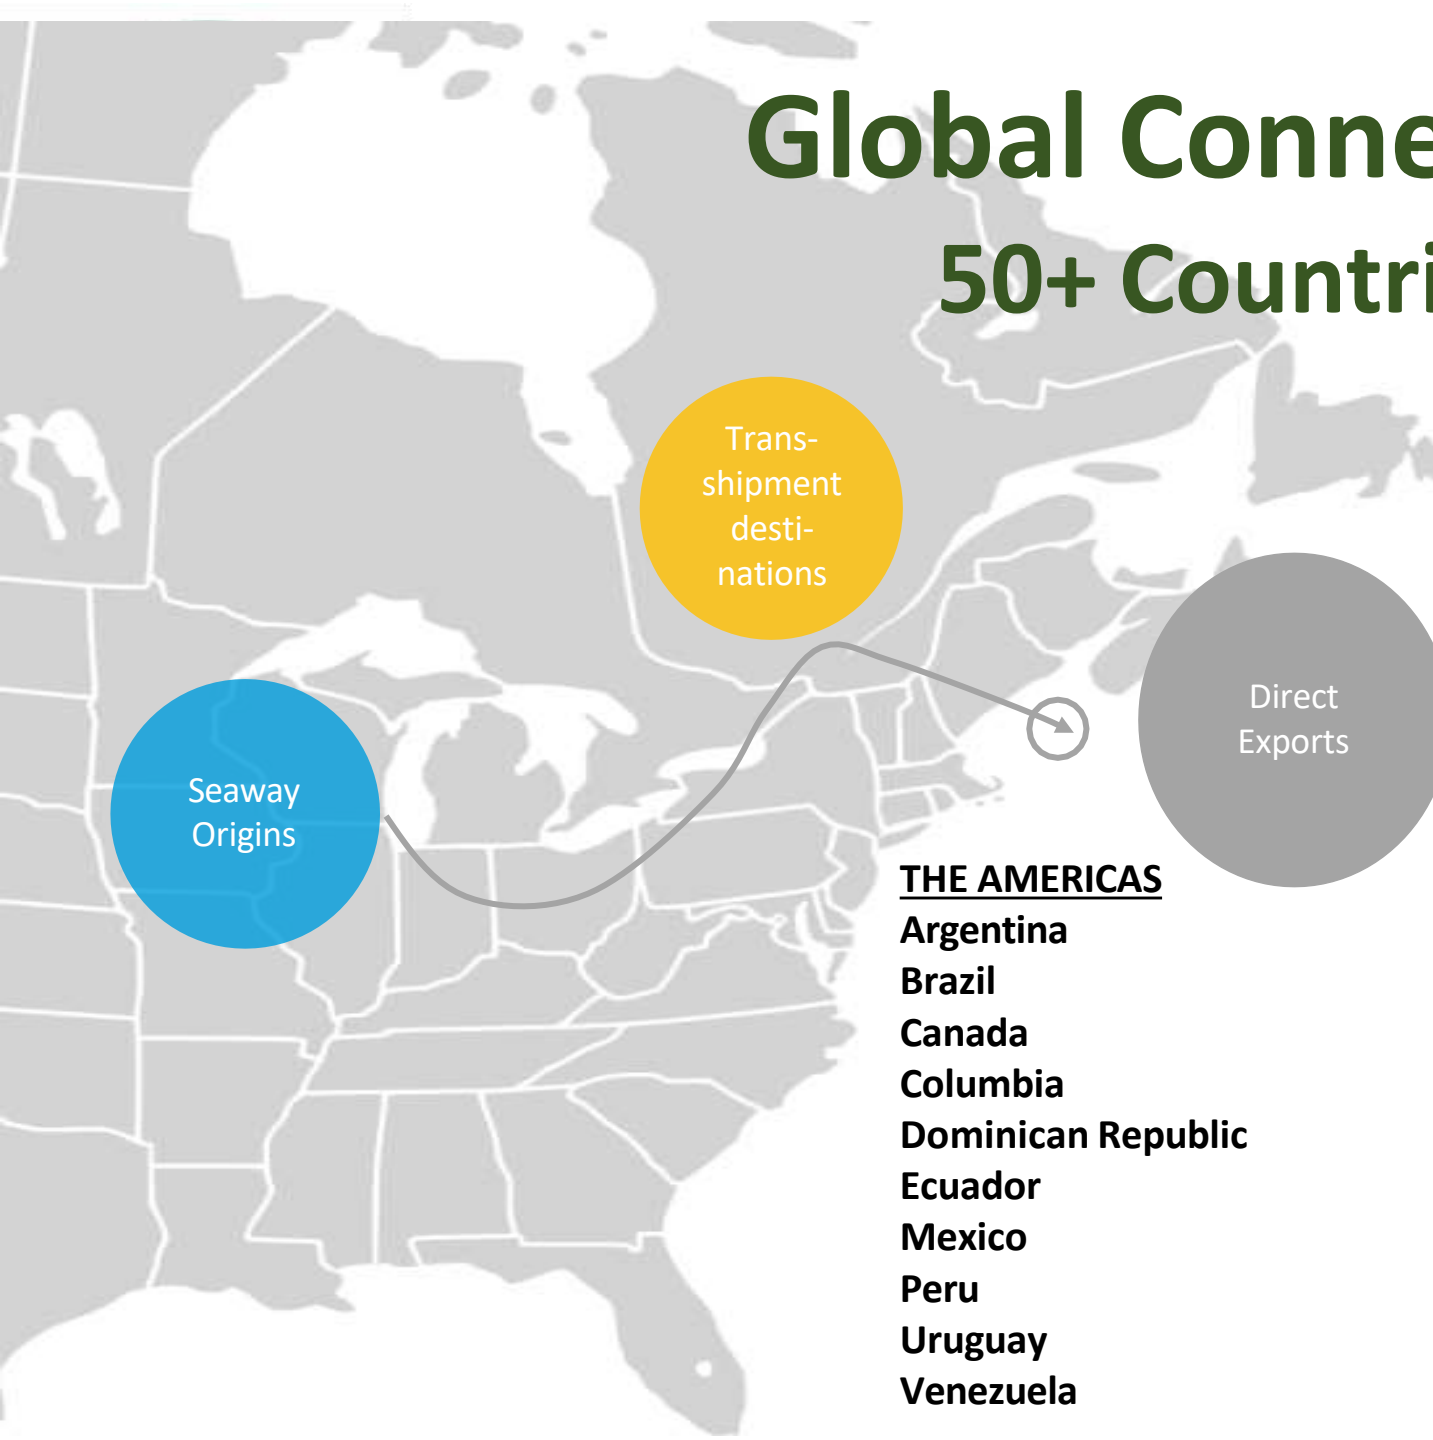 Global Conne
50+ Countri
Trans-
shipment
desti-
nations
Direct
Exports
Seaway
Origins
THE AMERICAS
Argentina
Brazil
Canada
Columbia
Dominican Republic
Ecuador
Mexico
Peru
Uruguay
Venezuela